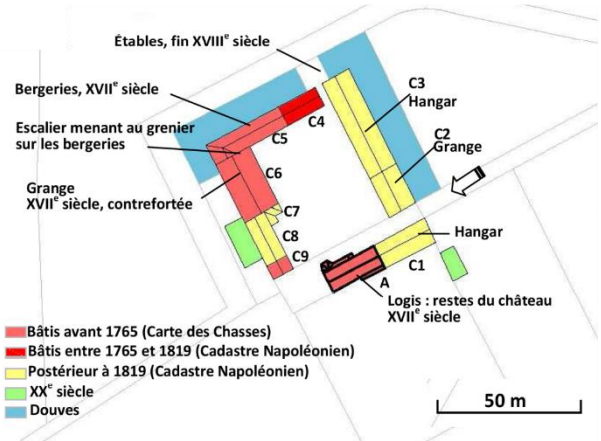 Étables, fin XVIIIe siècle
Bergeries, XVIIe siècle
Escalier menant au grenier
sur les bergeries
Grange
XVIIe siècle, contrefortée
C3
Hangar
C2
Grange
C4
C5
C6
C7
C8
C9
Hangar
C1
A
Logis : restes du château
XVIIe siècle
Bâtis avant 1765 (Carte des Chasses)
Bâtis entre 1765 et 1819 (Cadastre Napoléonien)
Postérieur à 1819 (Cadastre Napoléonien)
XXe siècle
Douves
50 m